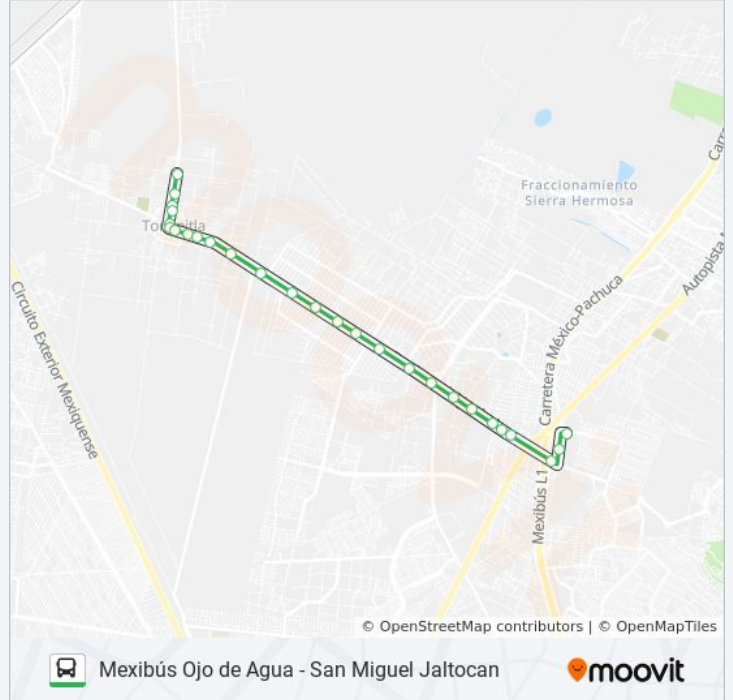 Carr
Fraccionamiento
Sierra Hermosa
Autopista
Carretera México-Pachuca
Circuito Exterior Mexiquense
Mexibús L1
© OpenStreetMap contributors | © OpenMapTiles
Mexibús Ojo de Agua - San Miguel Jaltocan
moovit